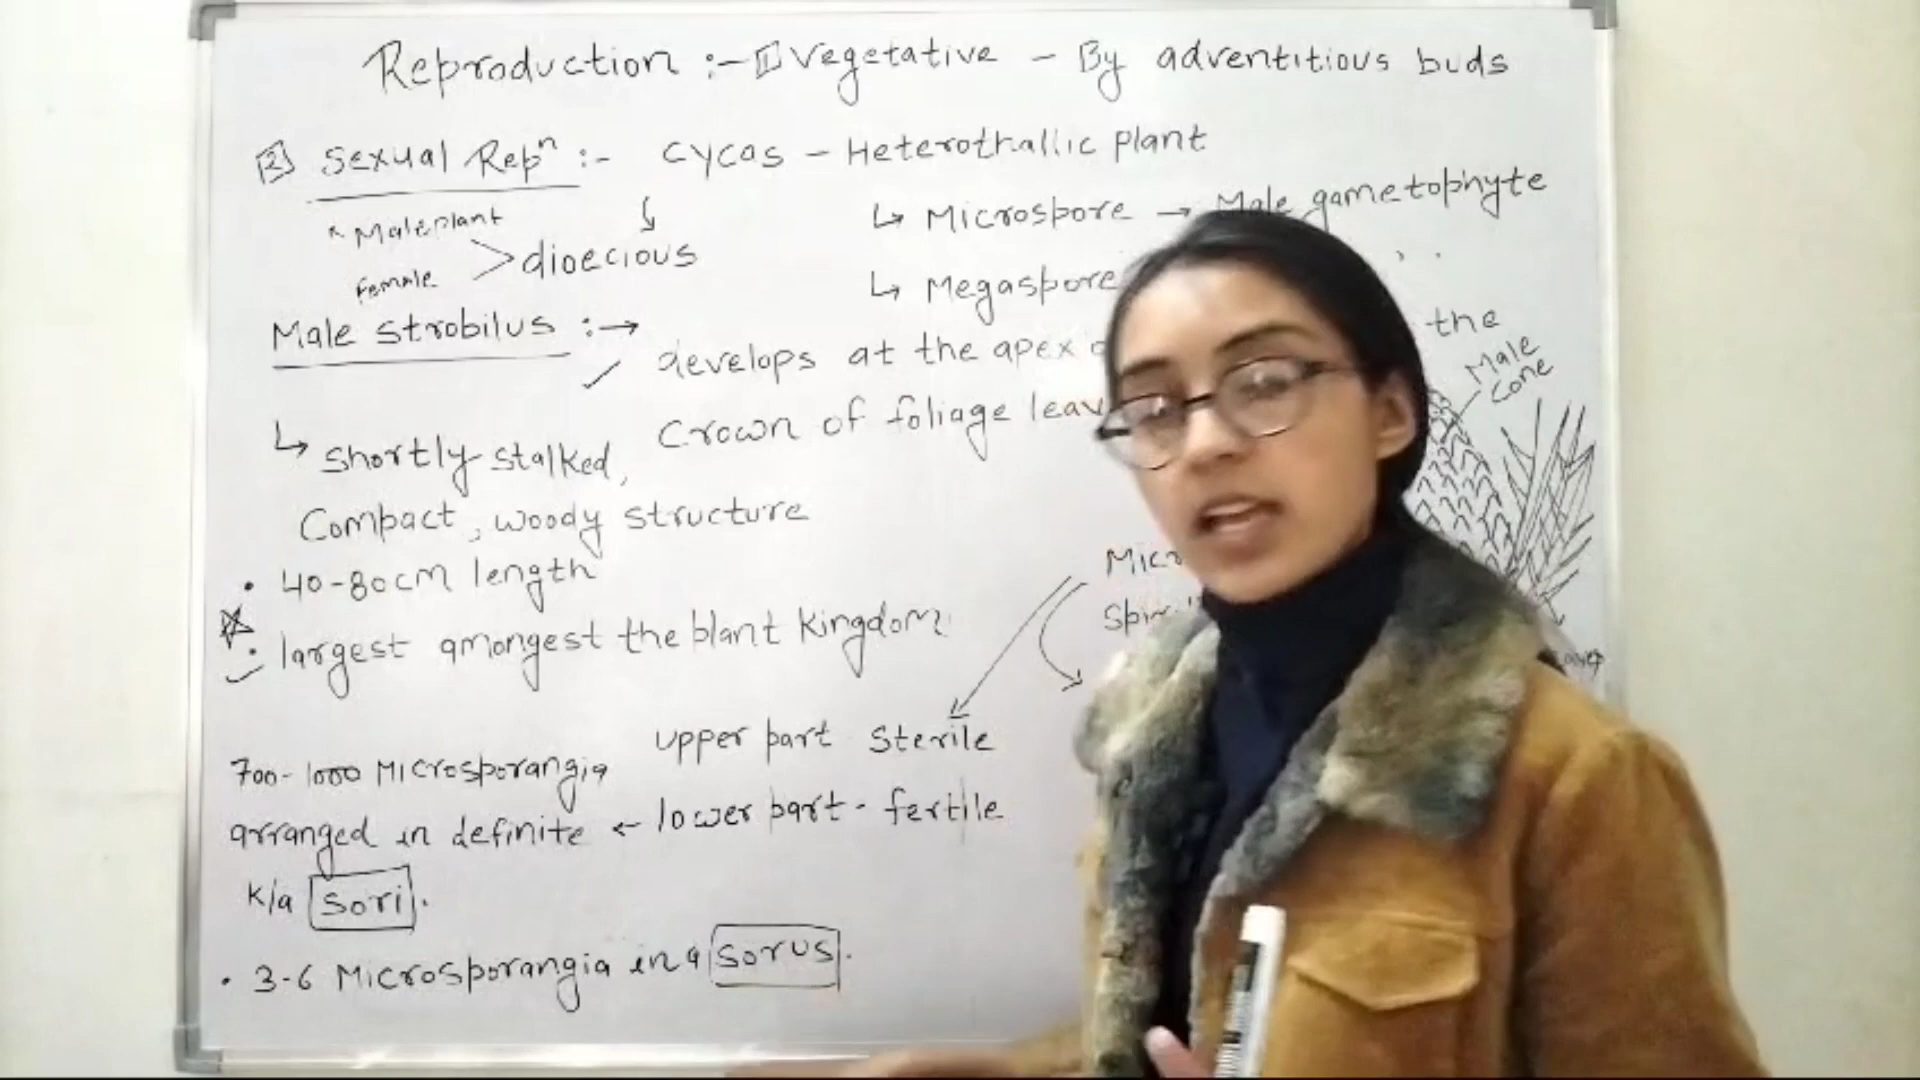 Reproduction :- 1 Vegetative - By adventitious buds
2 Sexual Repn :- Cycas - Heterothallic plant
Male plant
Female
> dioecious
↳ Microspore → Male gametophyte
↳ Megaspore
Male strobilus :→
✓ develops at the apex
the
Crown of foliage leav
Male cone
↳ Shortly stalked,
Compact, woody structure
• 40-80cm length
• largest amongest the plant kingdom
Micr
upper part sterile
lower part - fertile
700-1000 Microsporangia
arranged in definite ←
k/a Sori.
• 3-6 Microsporangia in a Sorus.